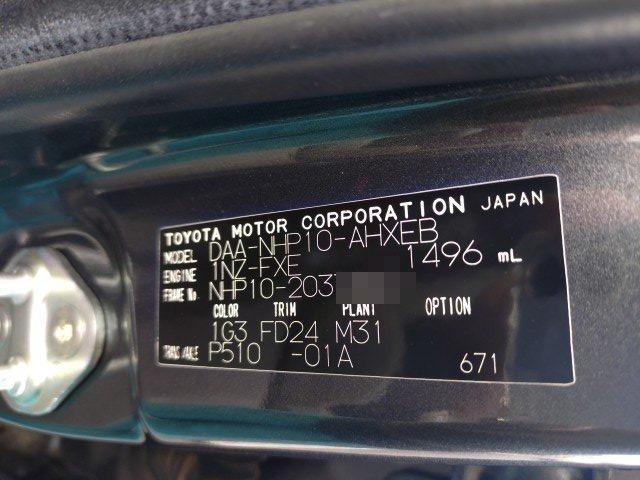 TOYOTA MOTOR CORPORATION JAPAN
MODEL DAA-NHP10-AHXEB
ENGINE 1NZ-FXE 1496 mL
FRAME No. NHP10-203
COLOR TRIM PLANT OPTION
1G3 FD24 M31
TRANS/AXLE P510 -01A 671